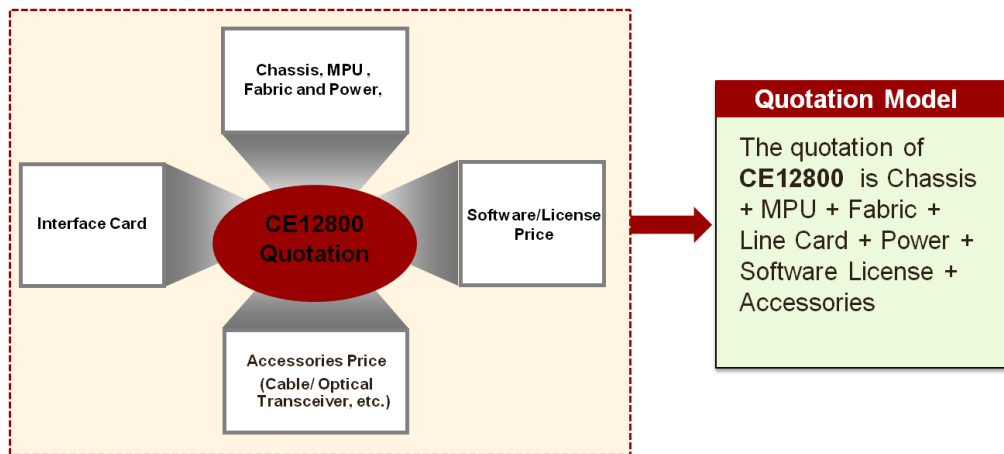 Chassis, MPU ,
Fabric and Power,
Interface Card
CE12800
Quotation
Software/License
Price
Accessories Price
(Cable/ Optical
Transceiver, etc.)
Quotation Model
The quotation of
CE12800 is Chassis
+ MPU + Fabric +
Line Card + Power +
Software License +
Accessories